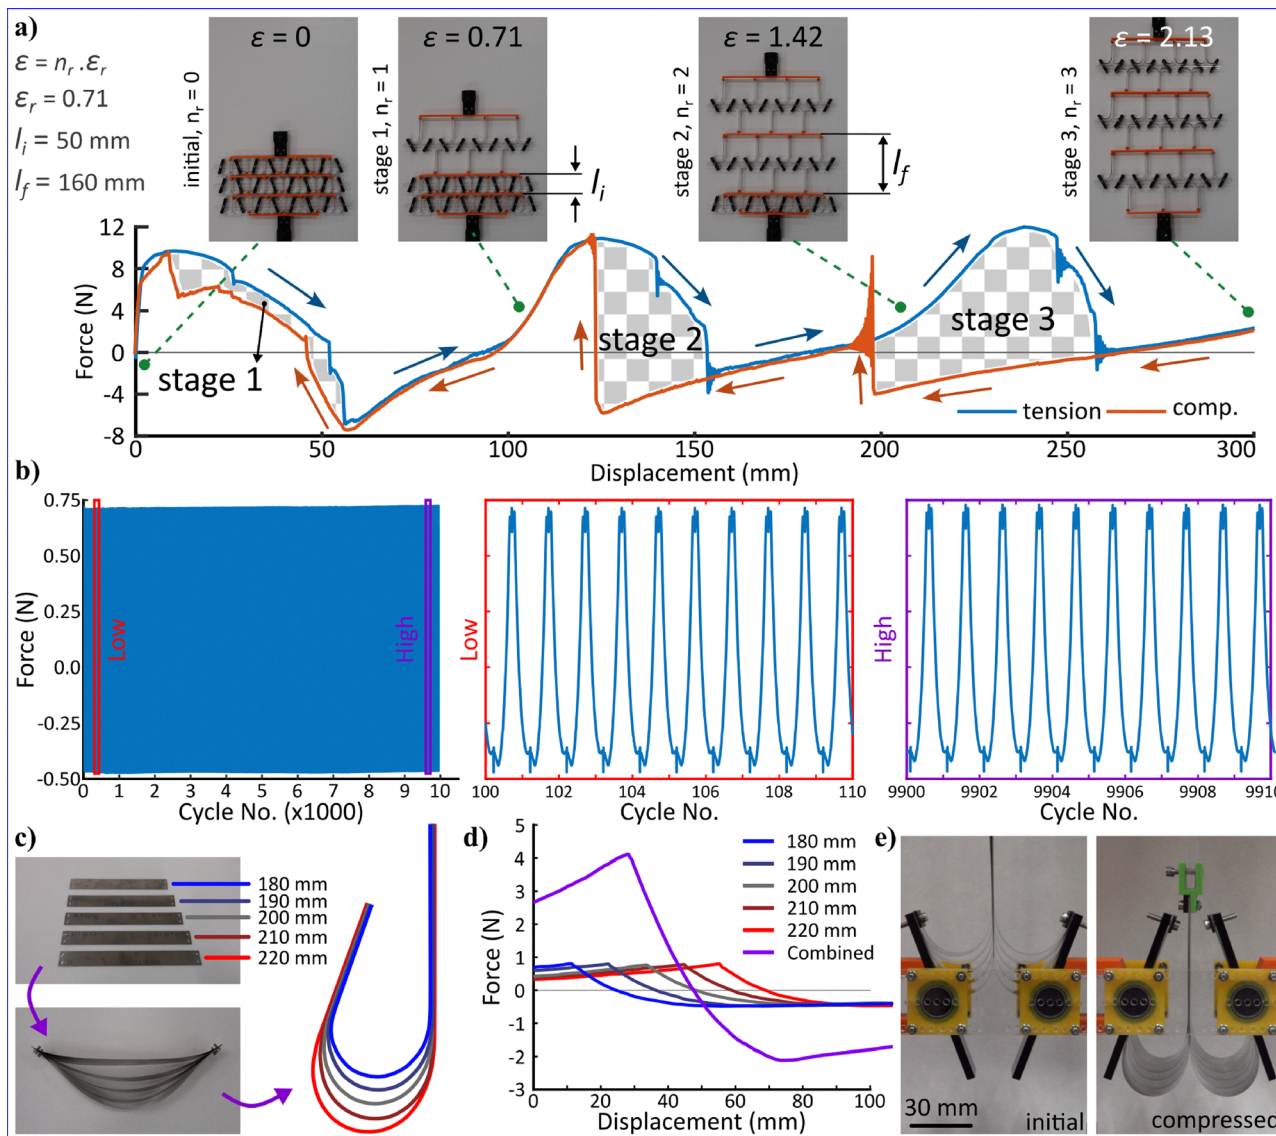 a)
ε = n_r . ε_r
ε_r = 0.71
l_i = 50 mm
l_f = 160 mm
initial, n_r = 0
ε = 0
stage 1, n_r = 1
ε = 0.71
l_i
stage 2, n_r = 2
ε = 1.42
l_f
stage 3, n_r = 3
ε = 2.13
Force (N)
12
8
4
0
-4
-8
stage 1
stage 2
stage 3
tension
comp.
0
50
100
150
200
250
300
Displacement (mm)
b)
Force (N)
0.75
0.50
0.25
0.0
-0.25
-0.50
Low
High
0 1 2 3 4 5 6 7 8 9 10
Cycle No. (x1000)
Low
100 102 104 106 108 110
Cycle No.
High
9900 9902 9904 9906 9908 9910
Cycle No.
c)
180 mm
190 mm
200 mm
210 mm
220 mm
d)
Force (N)
5
4
3
2
1
0
-1
-2
-3
180 mm
190 mm
200 mm
210 mm
220 mm
Combined
0 20 40 60 80 100
Displacement (mm)
e)
30 mm
initial
compressed